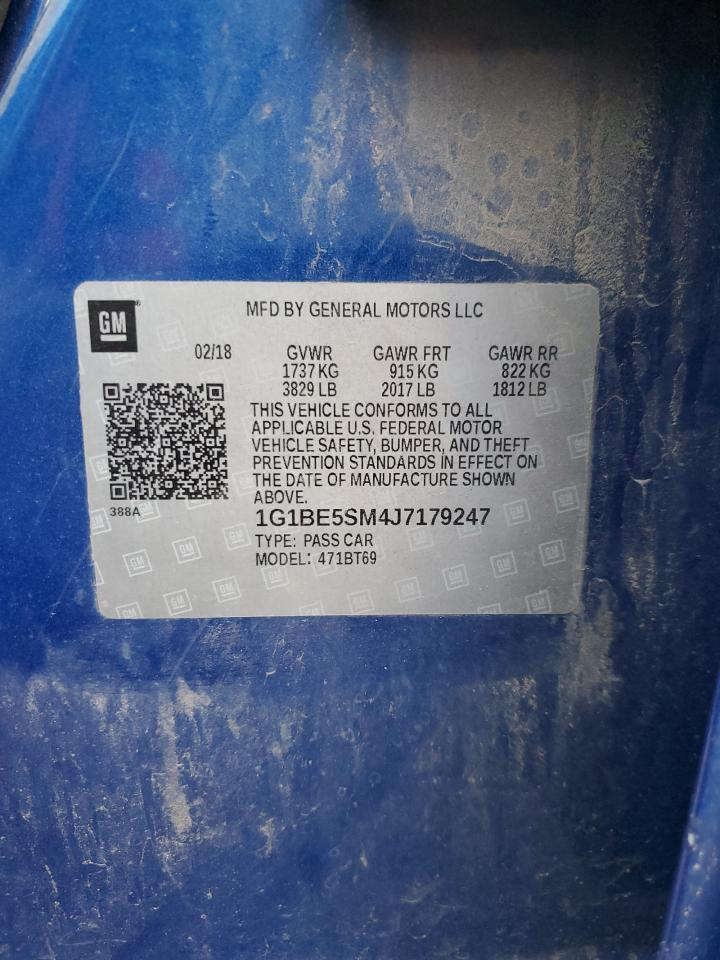 GM
MFD BY GENERAL MOTORS LLC
02/18 GVWR GAWR FRT GAWR RR
1737 KG 915 KG 822 KG
3829 LB 2017 LB 1812 LB
THIS VEHICLE CONFORMS TO ALL
APPLICABLE U.S. FEDERAL MOTOR
VEHICLE SAFETY, BUMPER, AND THEFT
PREVENTION STANDARDS IN EFFECT ON
THE DATE OF MANUFACTURE SHOWN
ABOVE.
388A
1G1BE5SM4J7179247
TYPE: PASS CAR
MODEL: 471BT69